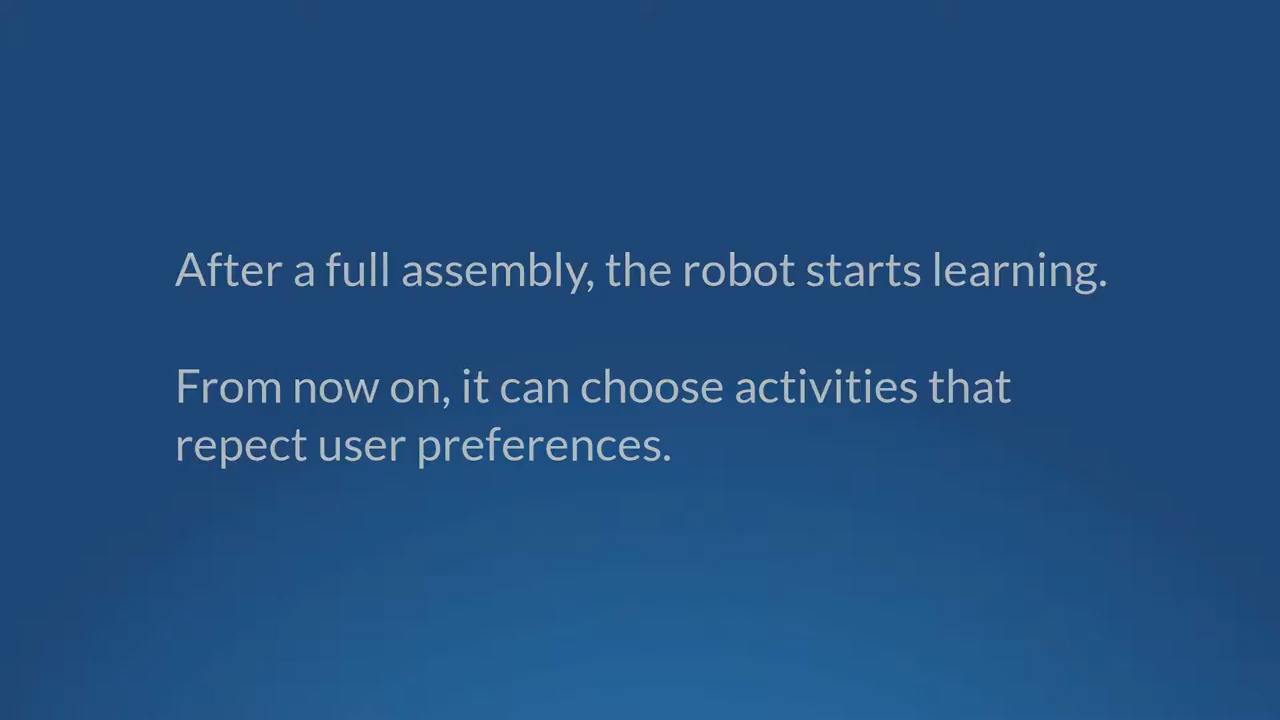 After a full assembly, the robot starts learning.
From now on, it can choose activities that
repect user preferences.